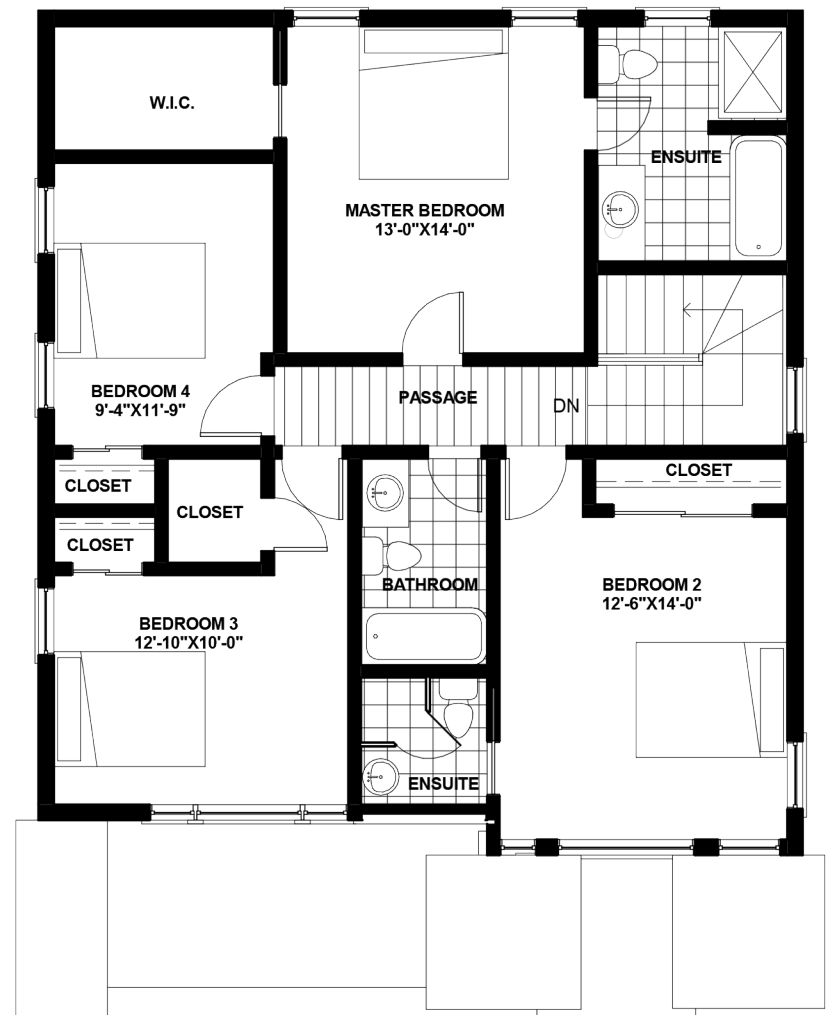 W.I.C.
ENSUITE
MASTER BEDROOM
13'-0"X14'-0"
BEDROOM 4
9'-4"X11'-9"
PASSAGE
DN
CLOSET
CLOSET
CLOSET
CLOSET
BATHROOM
BEDROOM 2
12'-6"X14'-0"
BEDROOM 3
12'-10"X10'-0"
ENSUITE